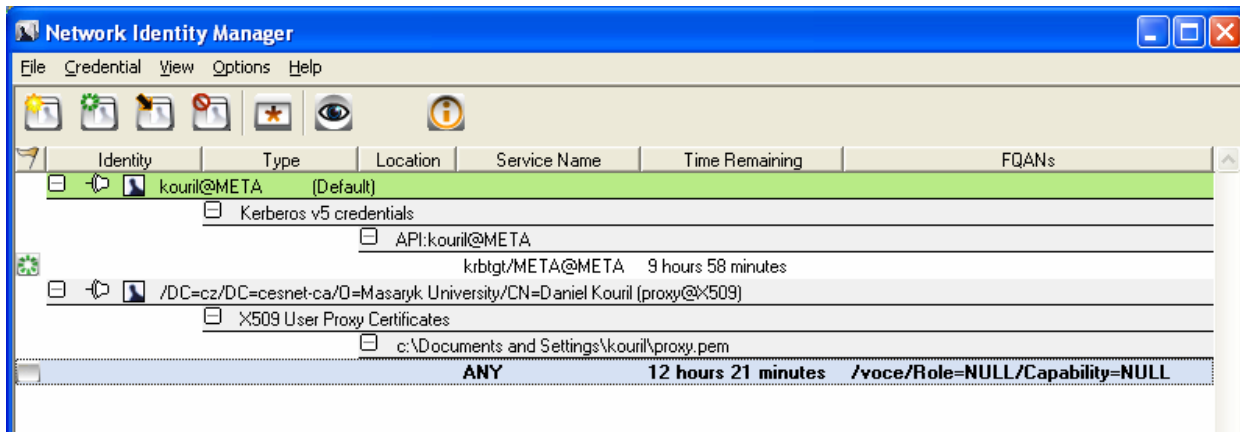 Network Identity Manager
File Credential View Options Help
Identity Type Location Service Name Time Remaining FQANs
kouril@META (Default)
Kerberos v5 credentials
API:kouril@META
krbtgt/META@META 9 hours 58 minutes
/DC=cz/DC=cesnet-ca/O=Masaryk University/CN=Daniel Kouril (proxy@X509)
X509 User Proxy Certificates
c:\Documents and Settings\kouril\proxy.pem
ANY 12 hours 21 minutes /voce/Role=NULL/Capability=NULL